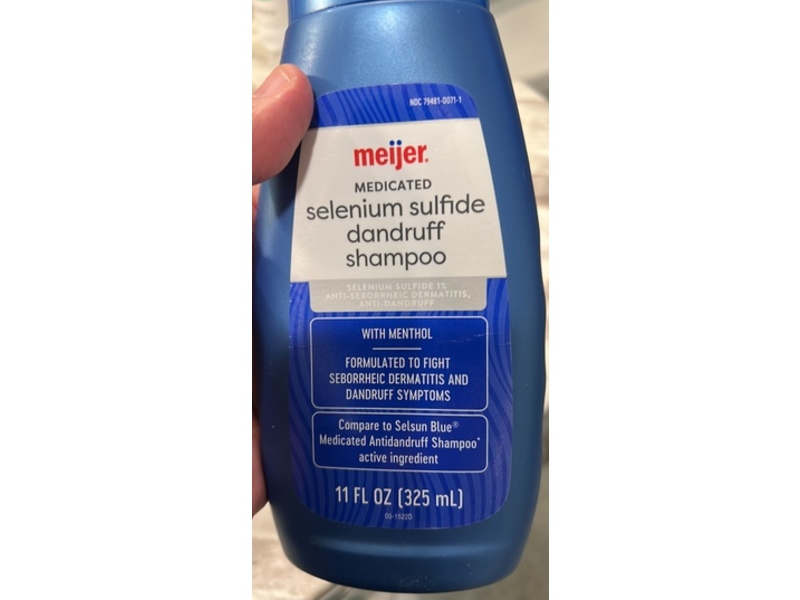 NDC 79481-0071-1
meijer.
MEDICATED
selenium sulfide
dandruff
shampoo
SELENIUM SULFIDE 1%
ANTI-SEBORRHEIC DERMATITIS,
ANTI-DANDRUFF
WITH MENTHOL
FORMULATED TO FIGHT
SEBORRHEIC DERMATITIS AND
DANDRUFF SYMPTOMS
Compare to Selsun Blue®
Medicated Antidandruff Shampoo*
active ingredient
11 FL OZ (325 mL)
05-1522D